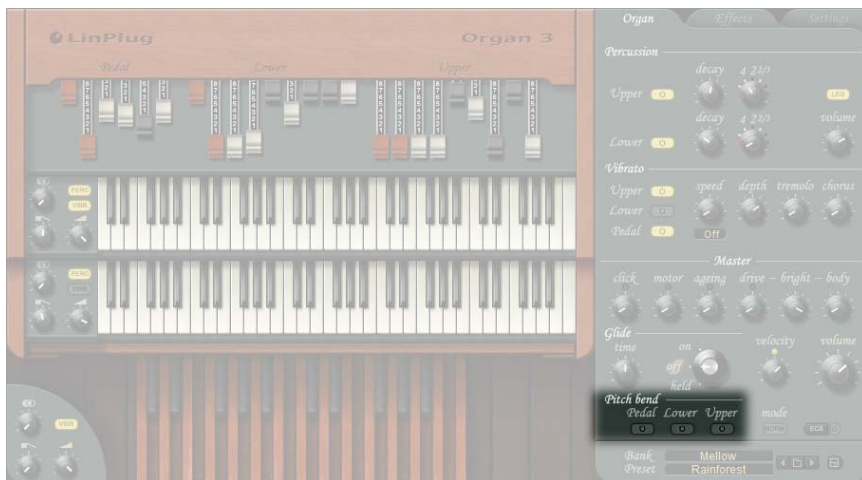 Organ Effects Settings
LinPlug Organ 3
Pedal Lower Upper
Percussion
decay 4 2 2/3
Upper LEG
decay 4 2 2/3 volume
Lower
Vibrato
Upper speed depth tremolo chorus
Lower
Pedal Off
PERC
VIBR
PERC
VIBR
Master
click motor ageing drive – bright – body
Glide
time on velocity volume
off
held
Pitch bend
Pedal Lower Upper mode
NORM ECO
VIBR
Bank Mellow
Preset Rainforest